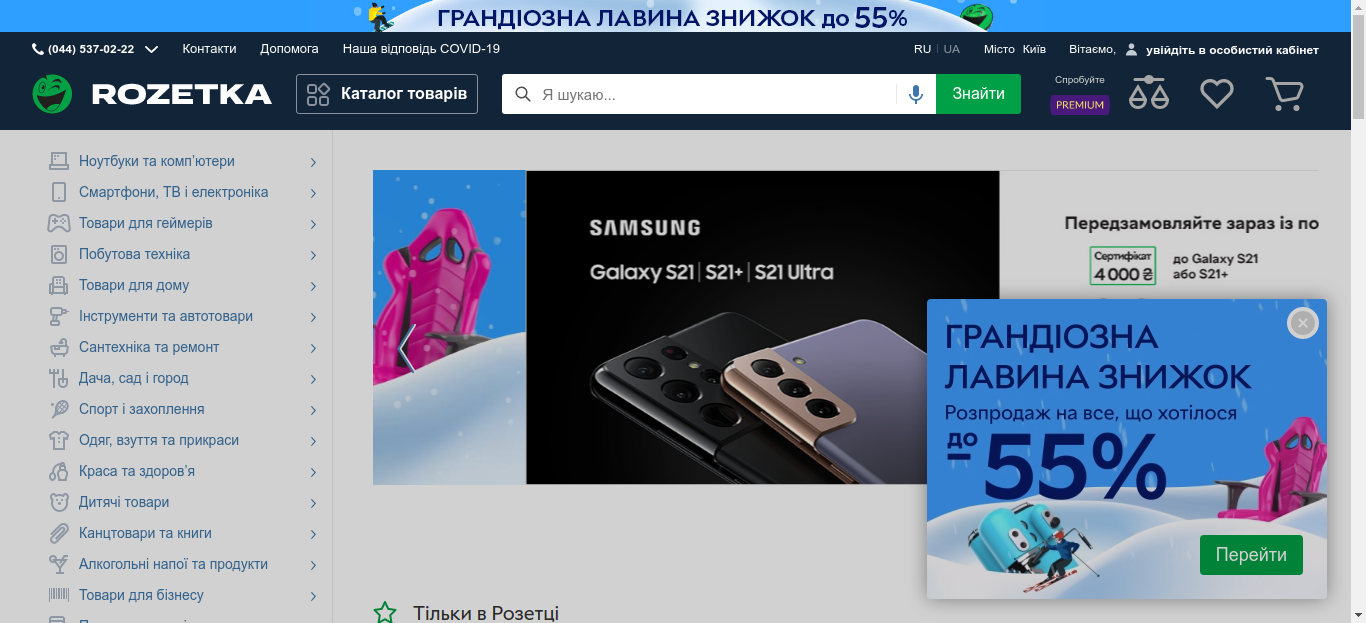 ГРАНДІОЗНА ЛАВИНА ЗНИЖОК до 55%
(044) 537-02-22 Контакти Допомога Наша відповідь COVID-19 RU UA Місто Київ Вітаємо, увійдіть в особистий кабінет
ROZETKA Каталог товарів Я шукаю... Знайти
Спробуйте
PREMIUM
Ноутбуки та комп’ютери
Смартфони, ТВ і електроніка
Товари для геймерів
Побутова техніка
Товари для дому
Інструменти та автотовари
Сантехніка та ремонт
Дача, сад і город
Спорт і захоплення
Одяг, взуття та прикраси
Краса та здоров’я
Дитячі товари
Канцтовари та книги
Алкогольні напої та продукти
Товари для бізнесу
SAMSUNG
Galaxy S21 | S21+ | S21 Ultra
Передзамовляйте зараз із по
Сертифікат
4 000 ₴
до Galaxy S21
або S21+
ГРАНДІОЗНА
ЛАВИНА ЗНИЖОК
Розпродаж на все, що хотілося
до 55%
Перейти
Тільки в Розетці